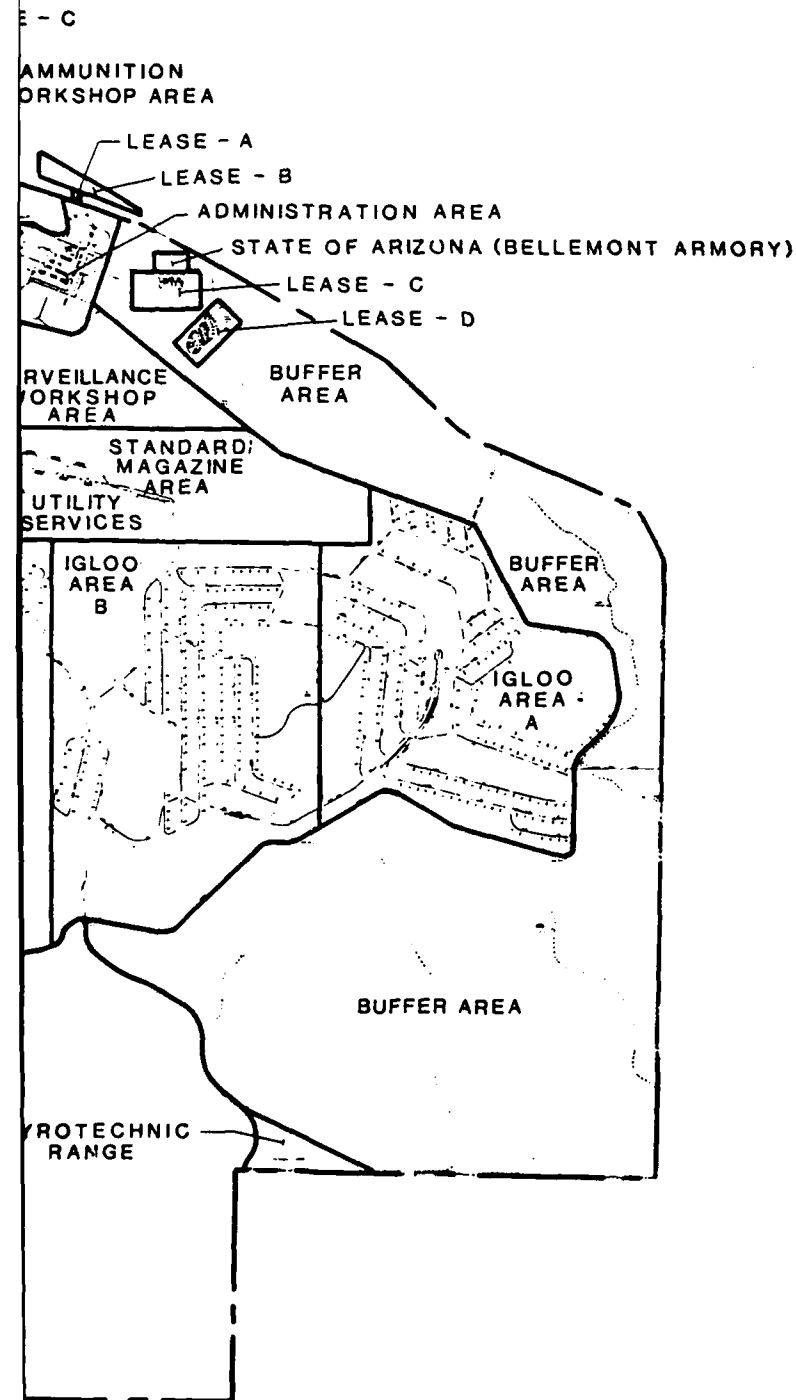 E - C
AMMUNITION
ORKSHOP AREA
LEASE - A
LEASE - B
ADMINISTRATION AREA
STATE OF ARIZONA (BELLEMONT ARMORY)
LEASE - C
LEASE - D
BUFFER
AREA
RVEILLANCE
WORKSHOP
AREA
STANDARD/
MAGAZINE
AREA
UTILITY
SERVICES
IGLOO
AREA
B
BUFFER
AREA
IGLOO
AREA -
A
BUFFER AREA
YROTECHNIC
RANGE